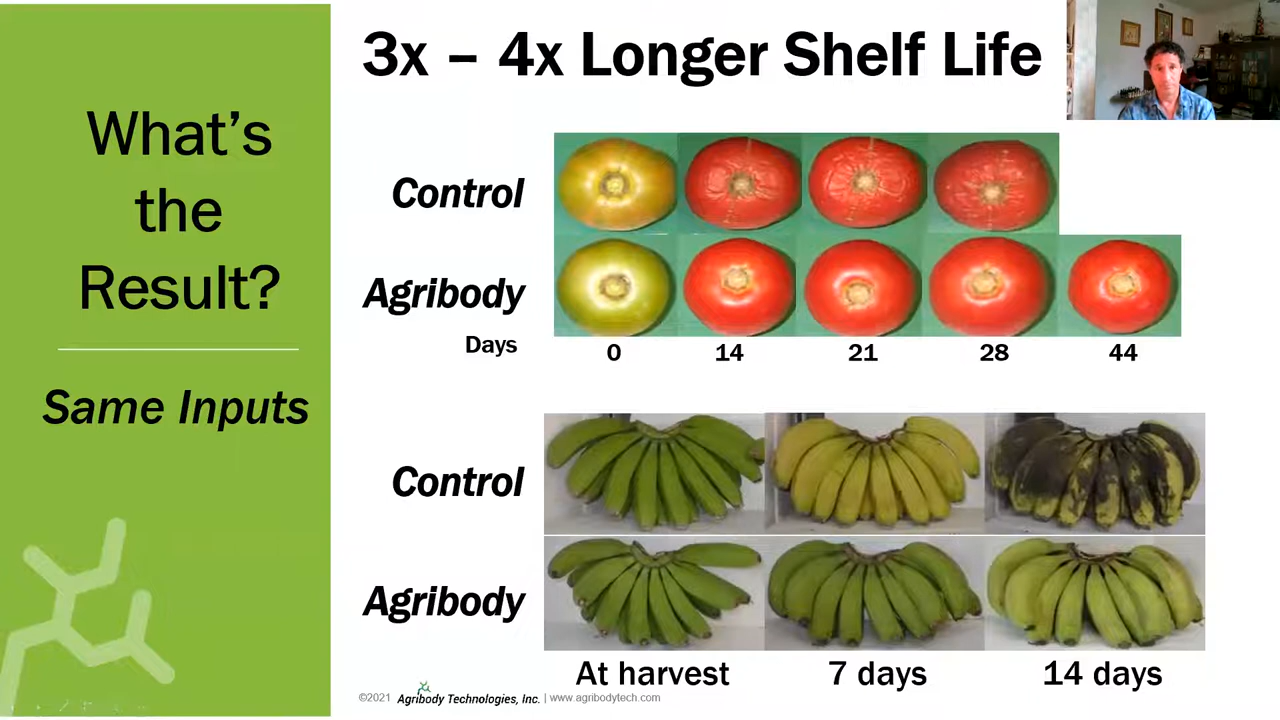 3x – 4x Longer Shelf Life
What's
the
Result?
Same Inputs
Control
Agribody
Days
0 14 21 28 44
Control
Agribody
At harvest 7 days 14 days
©2021 Agribody Technologies, Inc. | www.agribodytech.com